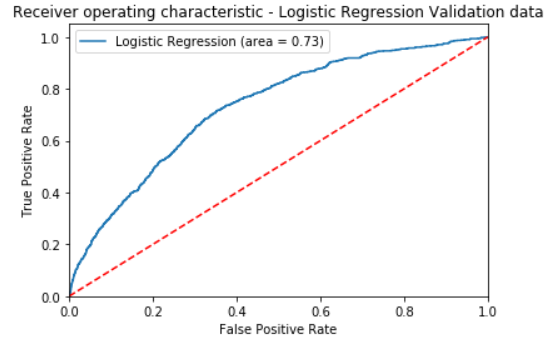 Receiver operating characteristic - Logistic Regression Validation data
1.0
Logistic Regression (area = 0.73)
0.8
0.6
0.4
0.2
0.0
True Positive Rate
0.0 0.2 0.4 0.6 0.8 1.0
False Positive Rate